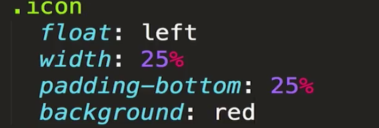 .icon
float: left
width: 25%
padding-bottom: 25%
background: red